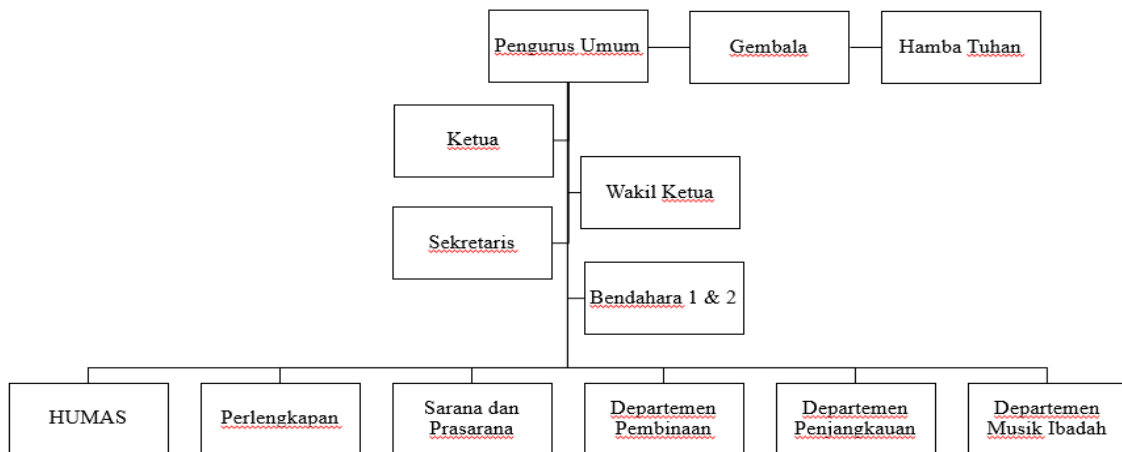 Pengurus Umum
Gembala
Hamba Tuhan
Ketua
Wakil Ketua
Sekretaris
Bendahara 1 & 2
HUMAS
Perlengkapan
Sarana dan
Prasarana
Departemen
Pembinaan
Departemen
Penjangkauan
Departemen
Musik Ibadah